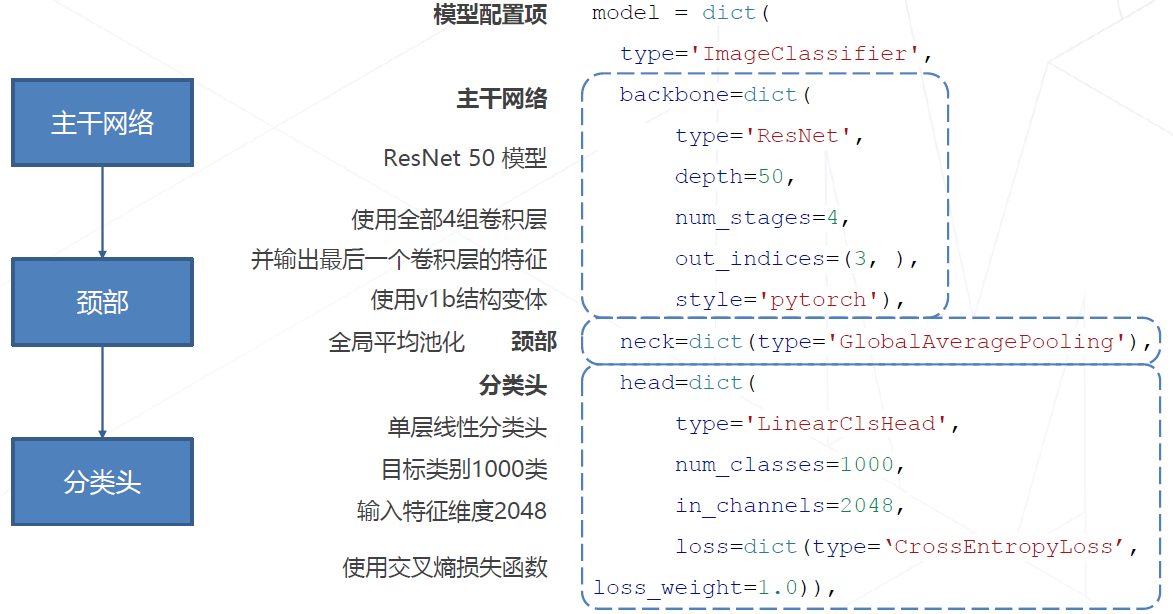 模型配置项 model = dict(
type='ImageClassifier',
主干网络
主干网络 backbone=dict(
type='ResNet',
ResNet 50 模型
depth=50,
使用全部4组卷积层 num_stages=4,
并输出最后一个卷积层的特征 out_indices=(3, ),
使用v1b结构变体 style='pytorch'),
颈部
全局平均池化 颈部 neck=dict(type='GlobalAveragePooling'),
分类头 head=dict(
单层线性分类头 type='LinearClsHead',
目标类别1000类 num_classes=1000,
分类头
输入特征维度2048 in_channels=2048,
使用交叉熵损失函数 loss=dict(type=‘CrossEntropyLoss’,
loss_weight=1.0)),